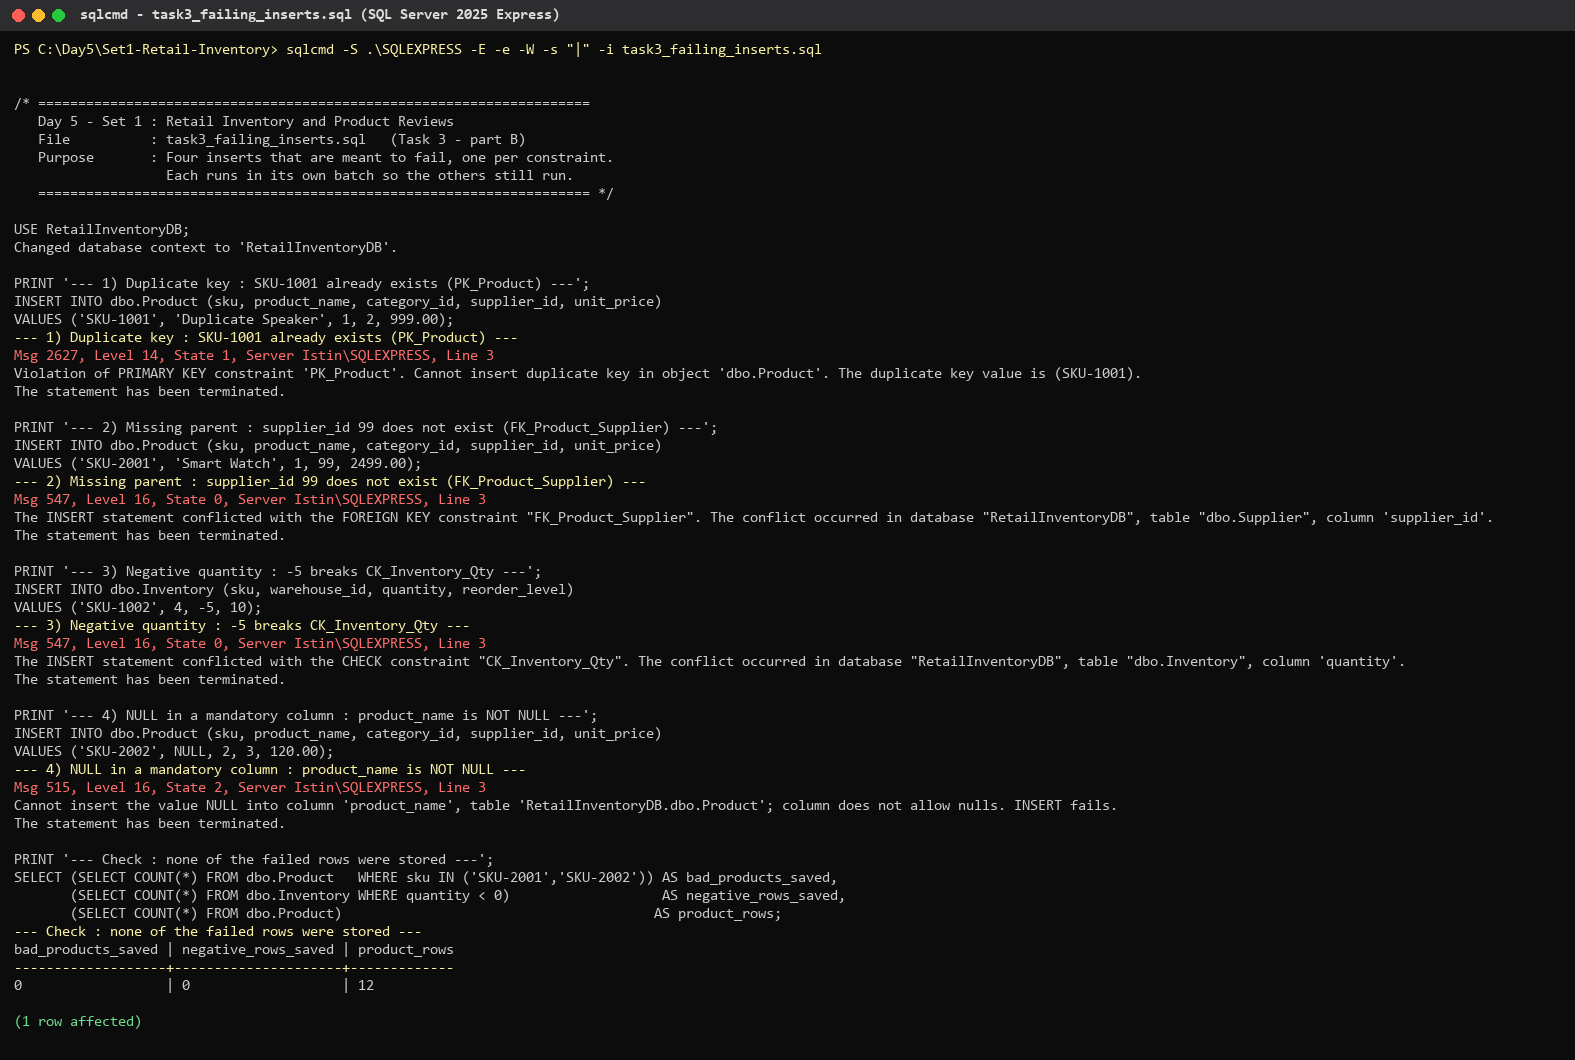 sqlcmd - task3_failing_inserts.sql (SQL Server 2025 Express)
PS C:\Day5\Set1-Retail-Inventory> sqlcmd -S .\SQLEXPRESS -E -e -W -s "|" -i task3_failing_inserts.sql
/* =====================================================================
   Day 5 - Set 1 : Retail Inventory and Product Reviews
   File          : task3_failing_inserts.sql   (Task 3 - part B)
   Purpose       : Four inserts that are meant to fail, one per constraint.
                   Each runs in its own batch so the others still run.
   ===================================================================== */
USE RetailInventoryDB;
Changed database context to 'RetailInventoryDB'.
PRINT '--- 1) Duplicate key : SKU-1001 already exists (PK_Product) ---';
INSERT INTO dbo.Product (sku, product_name, category_id, supplier_id, unit_price)
VALUES ('SKU-1001', 'Duplicate Speaker', 1, 2, 999.00);
--- 1) Duplicate key : SKU-1001 already exists (PK_Product) ---
Msg 2627, Level 14, State 1, Server Istin\SQLEXPRESS, Line 3
Violation of PRIMARY KEY constraint 'PK_Product'. Cannot insert duplicate key in object 'dbo.Product'. The duplicate key value is (SKU-1001).
The statement has been terminated.
PRINT '--- 2) Missing parent : supplier_id 99 does not exist (FK_Product_Supplier) ---';
INSERT INTO dbo.Product (sku, product_name, category_id, supplier_id, unit_price)
VALUES ('SKU-2001', 'Smart Watch', 1, 99, 2499.00);
--- 2) Missing parent : supplier_id 99 does not exist (FK_Product_Supplier) ---
Msg 547, Level 16, State 0, Server Istin\SQLEXPRESS, Line 3
The INSERT statement conflicted with the FOREIGN KEY constraint "FK_Product_Supplier". The conflict occurred in database "RetailInventoryDB", table "dbo.Supplier", column 'supplier_id'.
The statement has been terminated.
PRINT '--- 3) Negative quantity : -5 breaks CK_Inventory_Qty ---';
INSERT INTO dbo.Inventory (sku, warehouse_id, quantity, reorder_level)
VALUES ('SKU-1002', 4, -5, 10);
--- 3) Negative quantity : -5 breaks CK_Inventory_Qty ---
Msg 547, Level 16, State 0, Server Istin\SQLEXPRESS, Line 3
The INSERT statement conflicted with the CHECK constraint "CK_Inventory_Qty". The conflict occurred in database "RetailInventoryDB", table "dbo.Inventory", column 'quantity'.
The statement has been terminated.
PRINT '--- 4) NULL in a mandatory column : product_name is NOT NULL ---';
INSERT INTO dbo.Product (sku, product_name, category_id, supplier_id, unit_price)
VALUES ('SKU-2002', NULL, 2, 3, 120.00);
--- 4) NULL in a mandatory column : product_name is NOT NULL ---
Msg 515, Level 16, State 2, Server Istin\SQLEXPRESS, Line 3
Cannot insert the value NULL into column 'product_name', table 'RetailInventoryDB.dbo.Product'; column does not allow nulls. INSERT fails.
The statement has been terminated.
PRINT '--- Check : none of the failed rows were stored ---';
SELECT (SELECT COUNT(*) FROM dbo.Product   WHERE sku IN ('SKU-2001','SKU-2002')) AS bad_products_saved,
       (SELECT COUNT(*) FROM dbo.Inventory WHERE quantity < 0)                   AS negative_rows_saved,
       (SELECT COUNT(*) FROM dbo.Product)                                       AS product_rows;
--- Check : none of the failed rows were stored ---
bad_products_saved | negative_rows_saved | product_rows
-------------------+---------------------+-------------
0                  | 0                   | 12
(1 row affected)